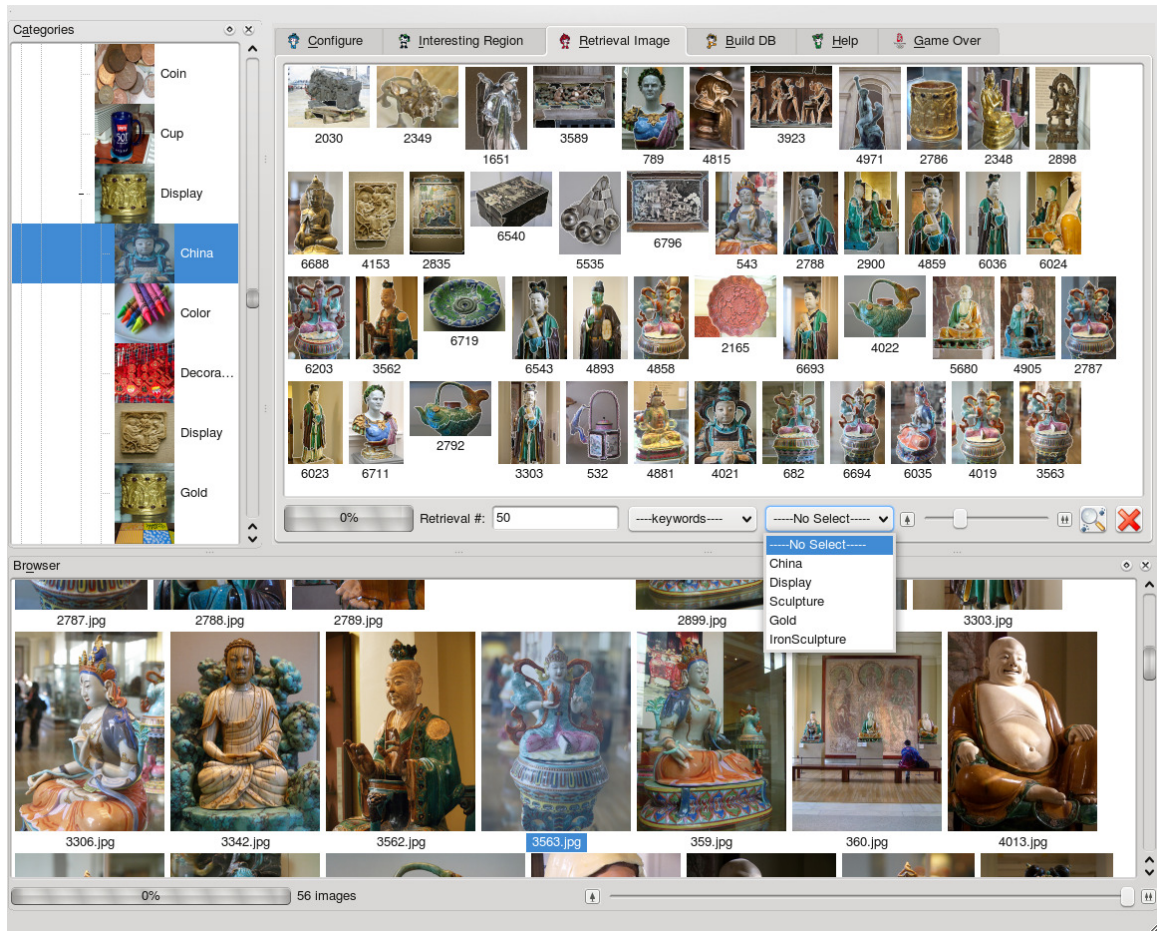 Categories
Configure Interesting Region Retrieval Image Build DB Help Game Over
Coin
Cup
Display
China
Color
Decora...
Display
Gold
2030 2349 1651 3589 789 4815 3923 4971 2786 2348 2898
6688 4153 2835 6540 5535 6796 543 2788 2900 4859 6036 6024
6203 3562 6719 6543 4893 4858 2165 6693 4022 5680 4905 2787
6023 6711 2792 3303 532 4881 4021 682 6694 6035 4019 3563
0% Retrieval #: 50 ----keywords---- -----No Select-----
-----No Select-----
China
Display
Sculpture
Gold
IronSculpture
Browser
2787.jpg 2788.jpg 2789.jpg 2899.jpg 3303.jpg
3306.jpg 3342.jpg 3562.jpg 3563.jpg 359.jpg 360.jpg 4013.jpg
0% 56 images